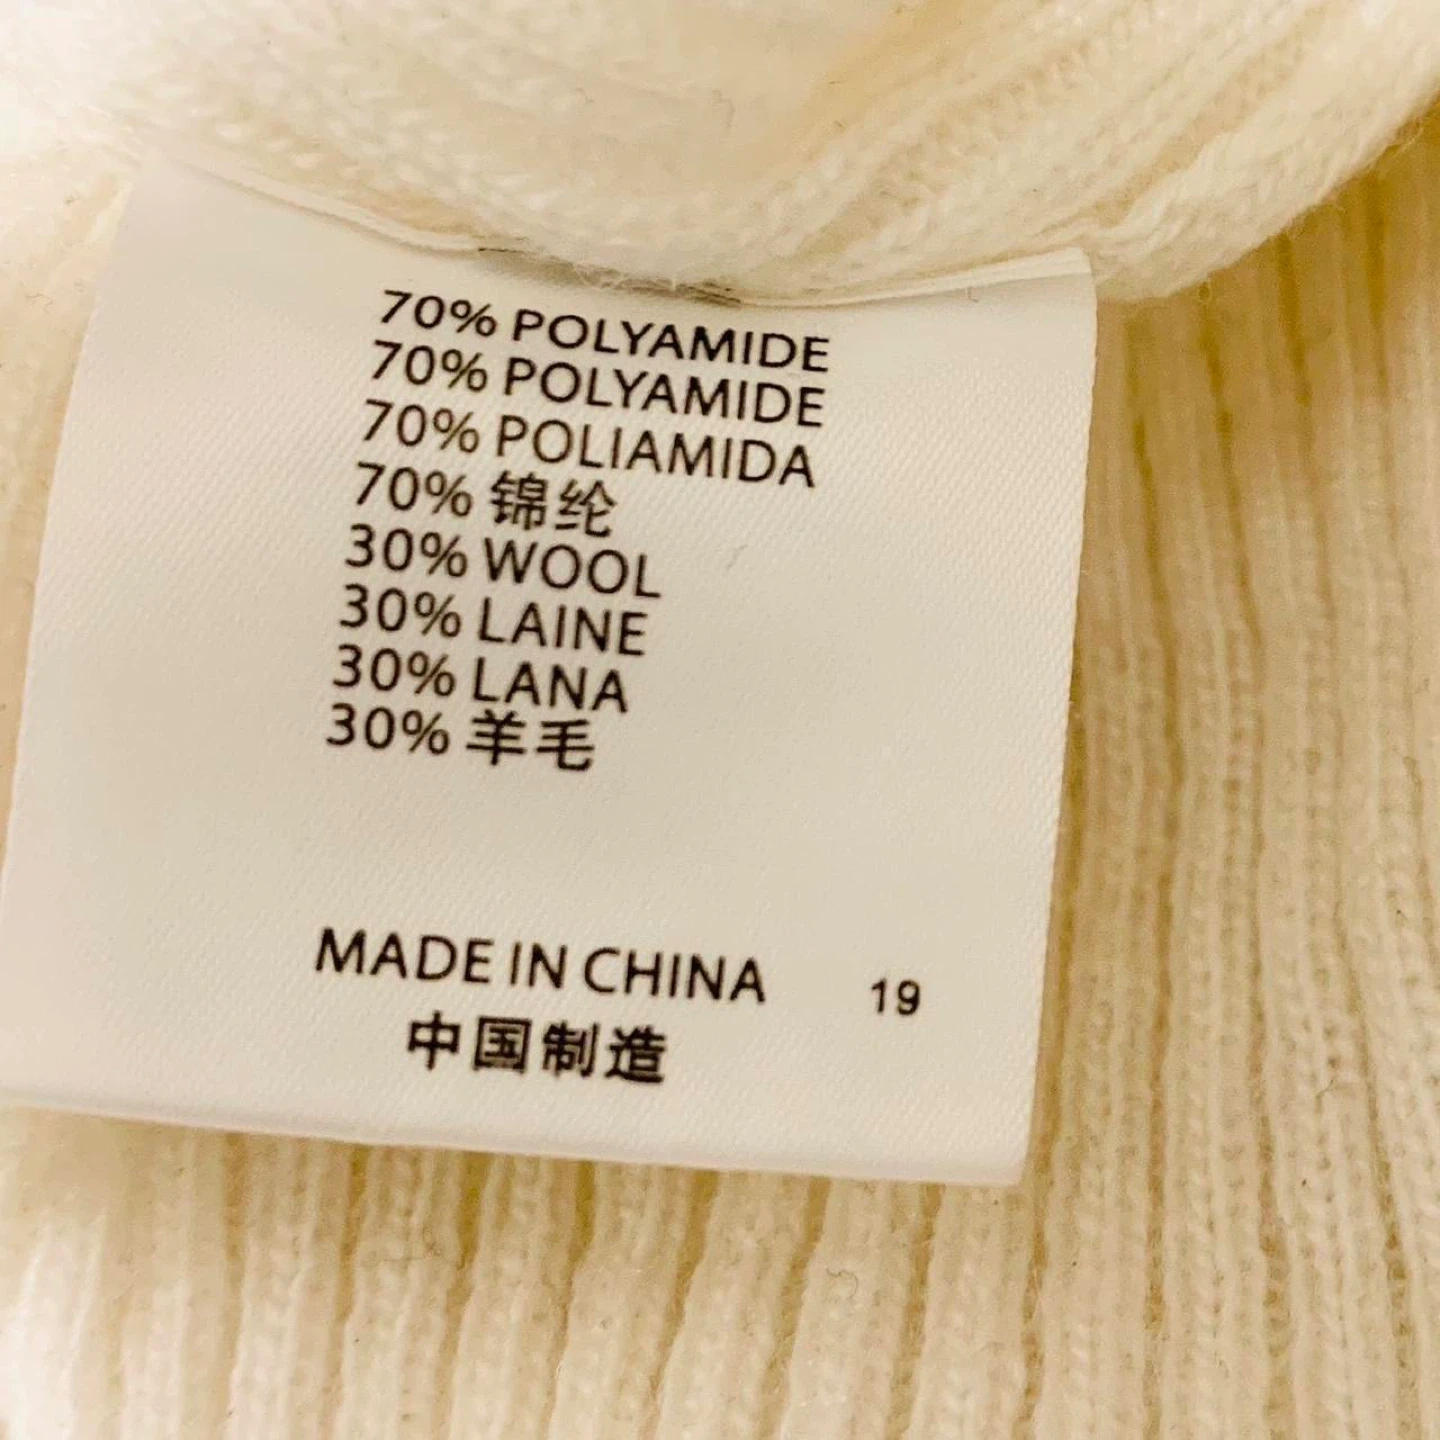 70% POLYAMIDE
70% POLYAMIDE
70% POLIAMIDA
70% 锦纶
30% WOOL
30% LAINE
30% LANA
30% 羊毛
MADE IN CHINA 19
中国制造